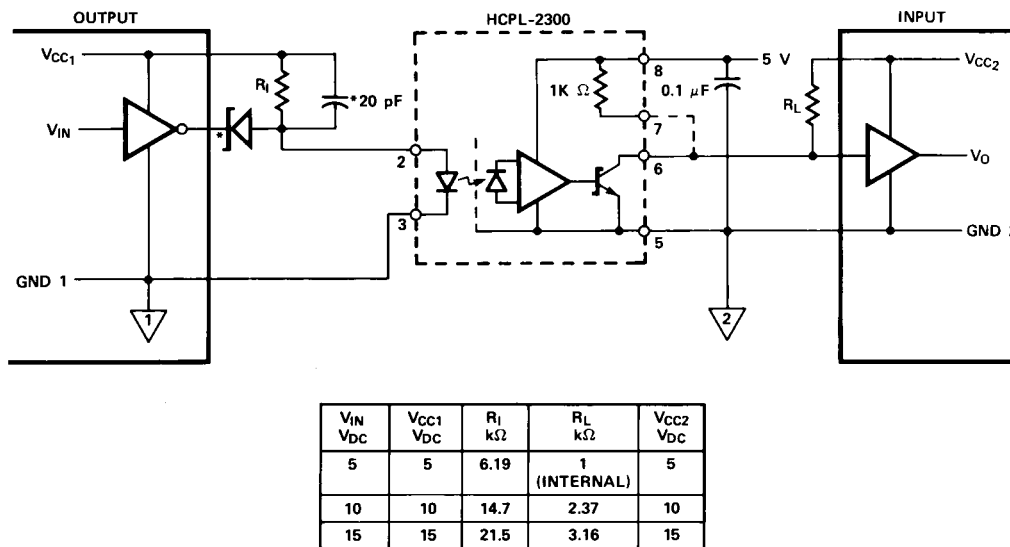 OUTPUT
HCPL-2300
INPUT
VCC1
RI
*20 pF
VIN
*
2
3
GND 1
1
1K Ω
8
7
6
5
5 V
0.1 μF
2
RL
VCC2
VO
GND
VIN VDC
VCC1 VDC
RI kΩ
RL kΩ
VCC2 VDC
5 5 6.19 1 (INTERNAL) 5
10 10 14.7 2.37 10
15 15 21.5 3.16 15